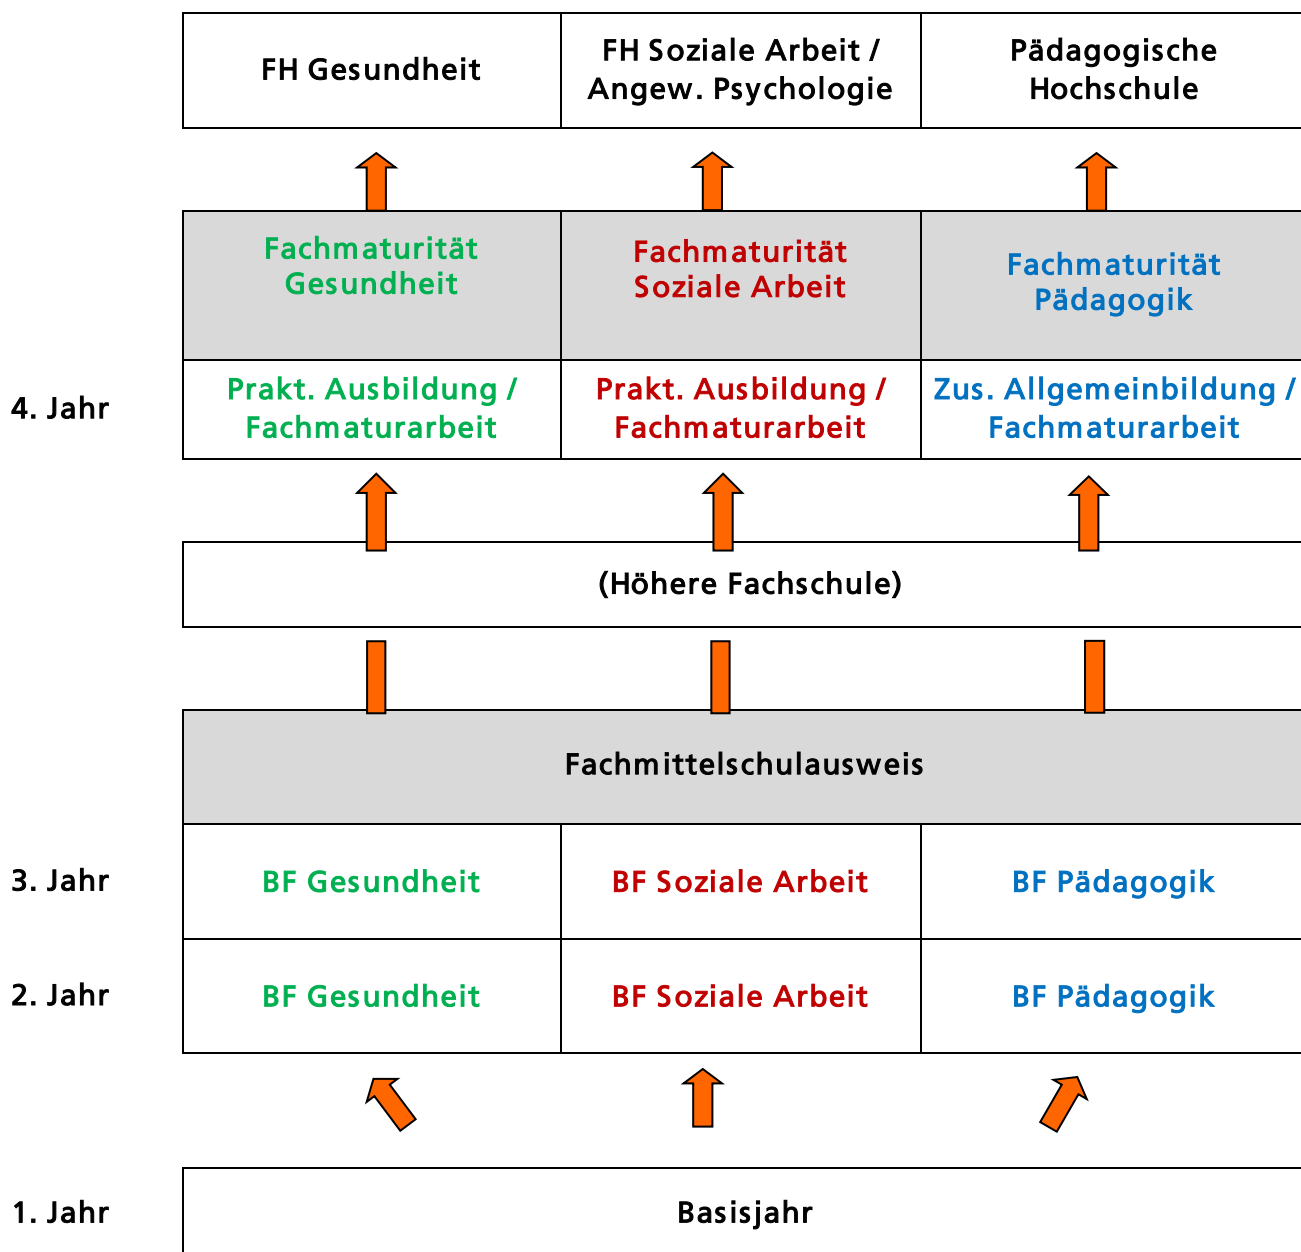 FH Gesundheit
FH Soziale Arbeit /
Angew. Psychologie
Pädagogische
Hochschule
Fachmaturität
Gesundheit
Fachmaturität
Soziale Arbeit
Fachmaturität
Pädagogik
4. Jahr
Prakt. Ausbildung /
Fachmaturarbeit
Prakt. Ausbildung /
Fachmaturarbeit
Zus. Allgemeinbildung /
Fachmaturarbeit
(Höhere Fachschule)
Fachmittelschulausweis
3. Jahr
BF Gesundheit
BF Soziale Arbeit
BF Pädagogik
2. Jahr
BF Gesundheit
BF Soziale Arbeit
BF Pädagogik
1. Jahr
Basisjahr